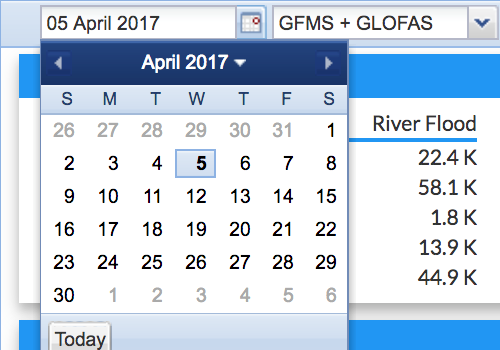 05 April 2017 GFMS + GLOFAS
April 2017
S M T W T F S
26 27 28 29 30 31 1
2 3 4 5 6 7 8
9 10 11 12 13 14 15
16 17 18 19 20 21 22
23 24 25 26 27 28 29
30 1 2 3 4 5 6
Today
River Flood
22.4 K
58.1 K
1.8 K
13.9 K
44.9 K